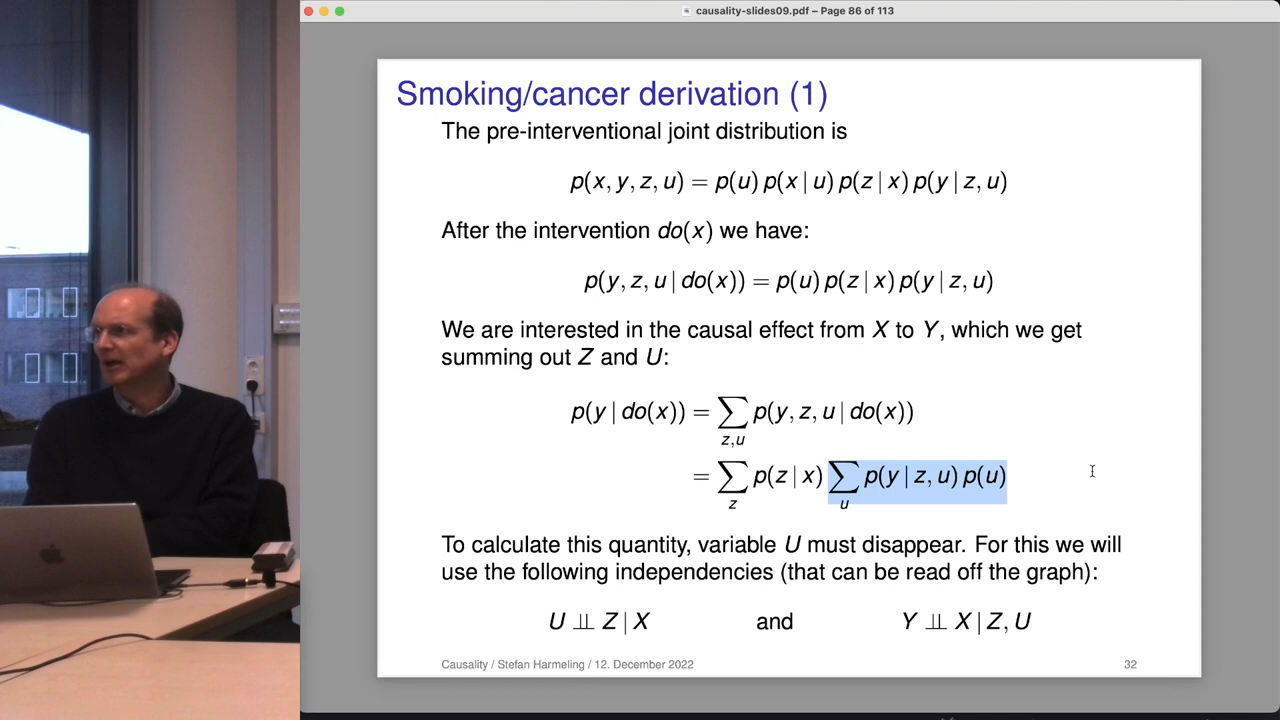 causality-slides09.pdf – Page 86 of 113
Smoking/cancer derivation (1)
The pre-interventional joint distribution is
p(x, y, z, u) = p(u) p(x | u) p(z | x) p(y | z, u)
After the intervention do(x) we have:
p(y, z, u | do(x)) = p(u) p(z | x) p(y | z, u)
We are interested in the causal effect from X to Y, which we get
summing out Z and U:
p(y | do(x)) = ∑_{z,u} p(y, z, u | do(x))
= ∑_z p(z | x) ∑_u p(y | z, u) p(u)
To calculate this quantity, variable U must disappear. For this we will
use the following independencies (that can be read off the graph):
U ⫫ Z | X and Y ⫫ X | Z, U
Causality / Stefan Harmeling / 12. December 2022 32